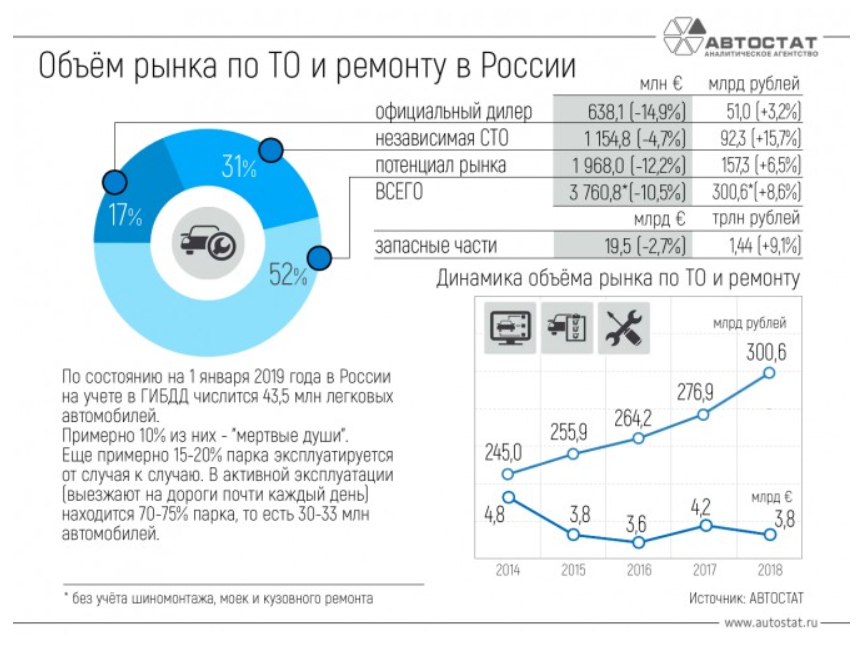 АВТОСТАТ
АНАЛИТИЧЕСКОЕ АГЕНТСТВО
Объём рынка по ТО и ремонту в России
млн € млрд рублей
официальный дилер 638,1 (-14,9%) 51,0 (+3,2%)
независимая СТО 1 154,8 (-4,7%) 92,3 (+15,7%)
потенциал рынка 1 968,0 (-12,2%) 157,3 (+6,5%)
ВСЕГО 3 760,8*(-10,5%) 300,6*(+8,6%)
млрд € трлн рублей
запасные части 19,5 (-2,7%) 1,44 (+9,1%)
31%
17%
52%
Динамика объёма рынка по ТО и ремонту
млрд рублей
245,0 255,9 264,2 276,9 300,6
млрд €
4,8 3,8 3,6 4,2 3,8
2014 2015 2016 2017 2018
По состоянию на 1 января 2019 года в России
на учете в ГИБДД числится 43,5 млн легковых
автомобилей.
Примерно 10% из них - "мертвые души".
Еще примерно 15-20% парка эксплуатируется
от случая к случаю. В активной эксплуатации
(выезжают на дороги почти каждый день)
находится 70-75% парка, то есть 30-33 млн
автомобилей.
* без учёта шиномонтажа, моек и кузовного ремонта
Источник: АВТОСТАТ
www.autostat.ru